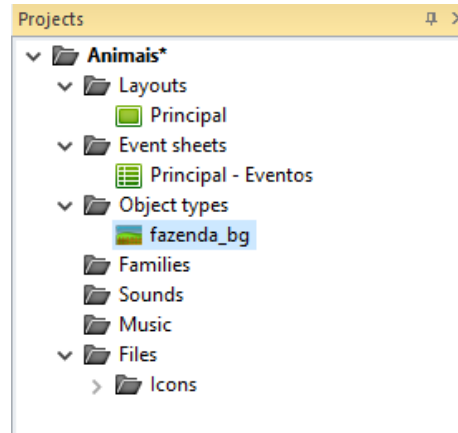 Projects
Animais*
Layouts
Principal
Event sheets
Principal - Eventos
Object types
fazenda_bg
Families
Sounds
Music
Files
Icons